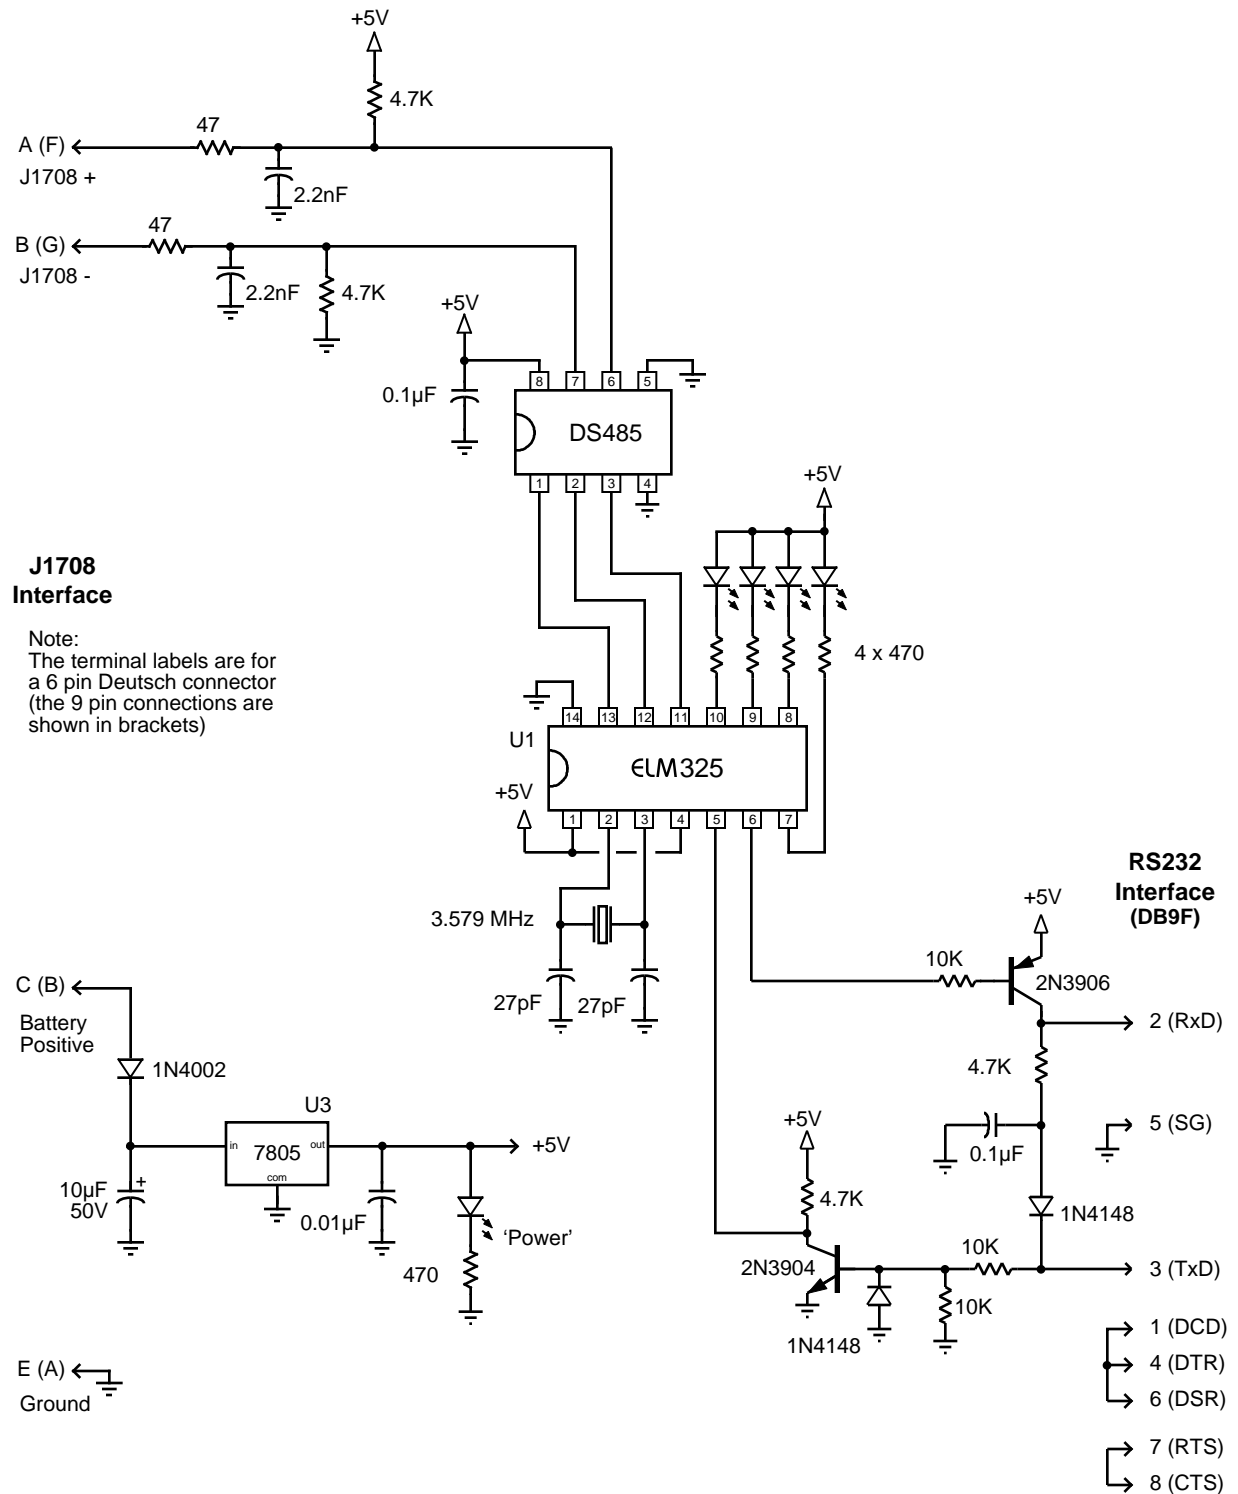 +5V
4.7K
47
A (F)
J1708 +
2.2nF
47
B (G)
J1708 -
2.2nF
4.7K
+5V
0.1µF
8
7
6
5
DS485
1
2
3
4
+5V
J1708
Interface
Note:
The terminal labels are for
a 6 pin Deutsch connector
(the 9 pin connections are
shown in brackets)
4 x 470
14
13
12
11
10
9
8
U1
ELM325
+5V
1
2
3
4
5
6
7
RS232
Interface
(DB9F)
3.579 MHz
27pF
27pF
+5V
10K
2N3906
2 (RxD)
4.7K
C (B)
Battery
Positive
1N4002
U3
in
7805
out
com
+5V
10µF
50V
+
0.01µF
'Power'
470
+5V
4.7K
0.1µF
5 (SG)
1N4148
2N3904
10K
3 (TxD)
10K
1N4148
1 (DCD)
4 (DTR)
6 (DSR)
E (A)
Ground
7 (RTS)
8 (CTS)